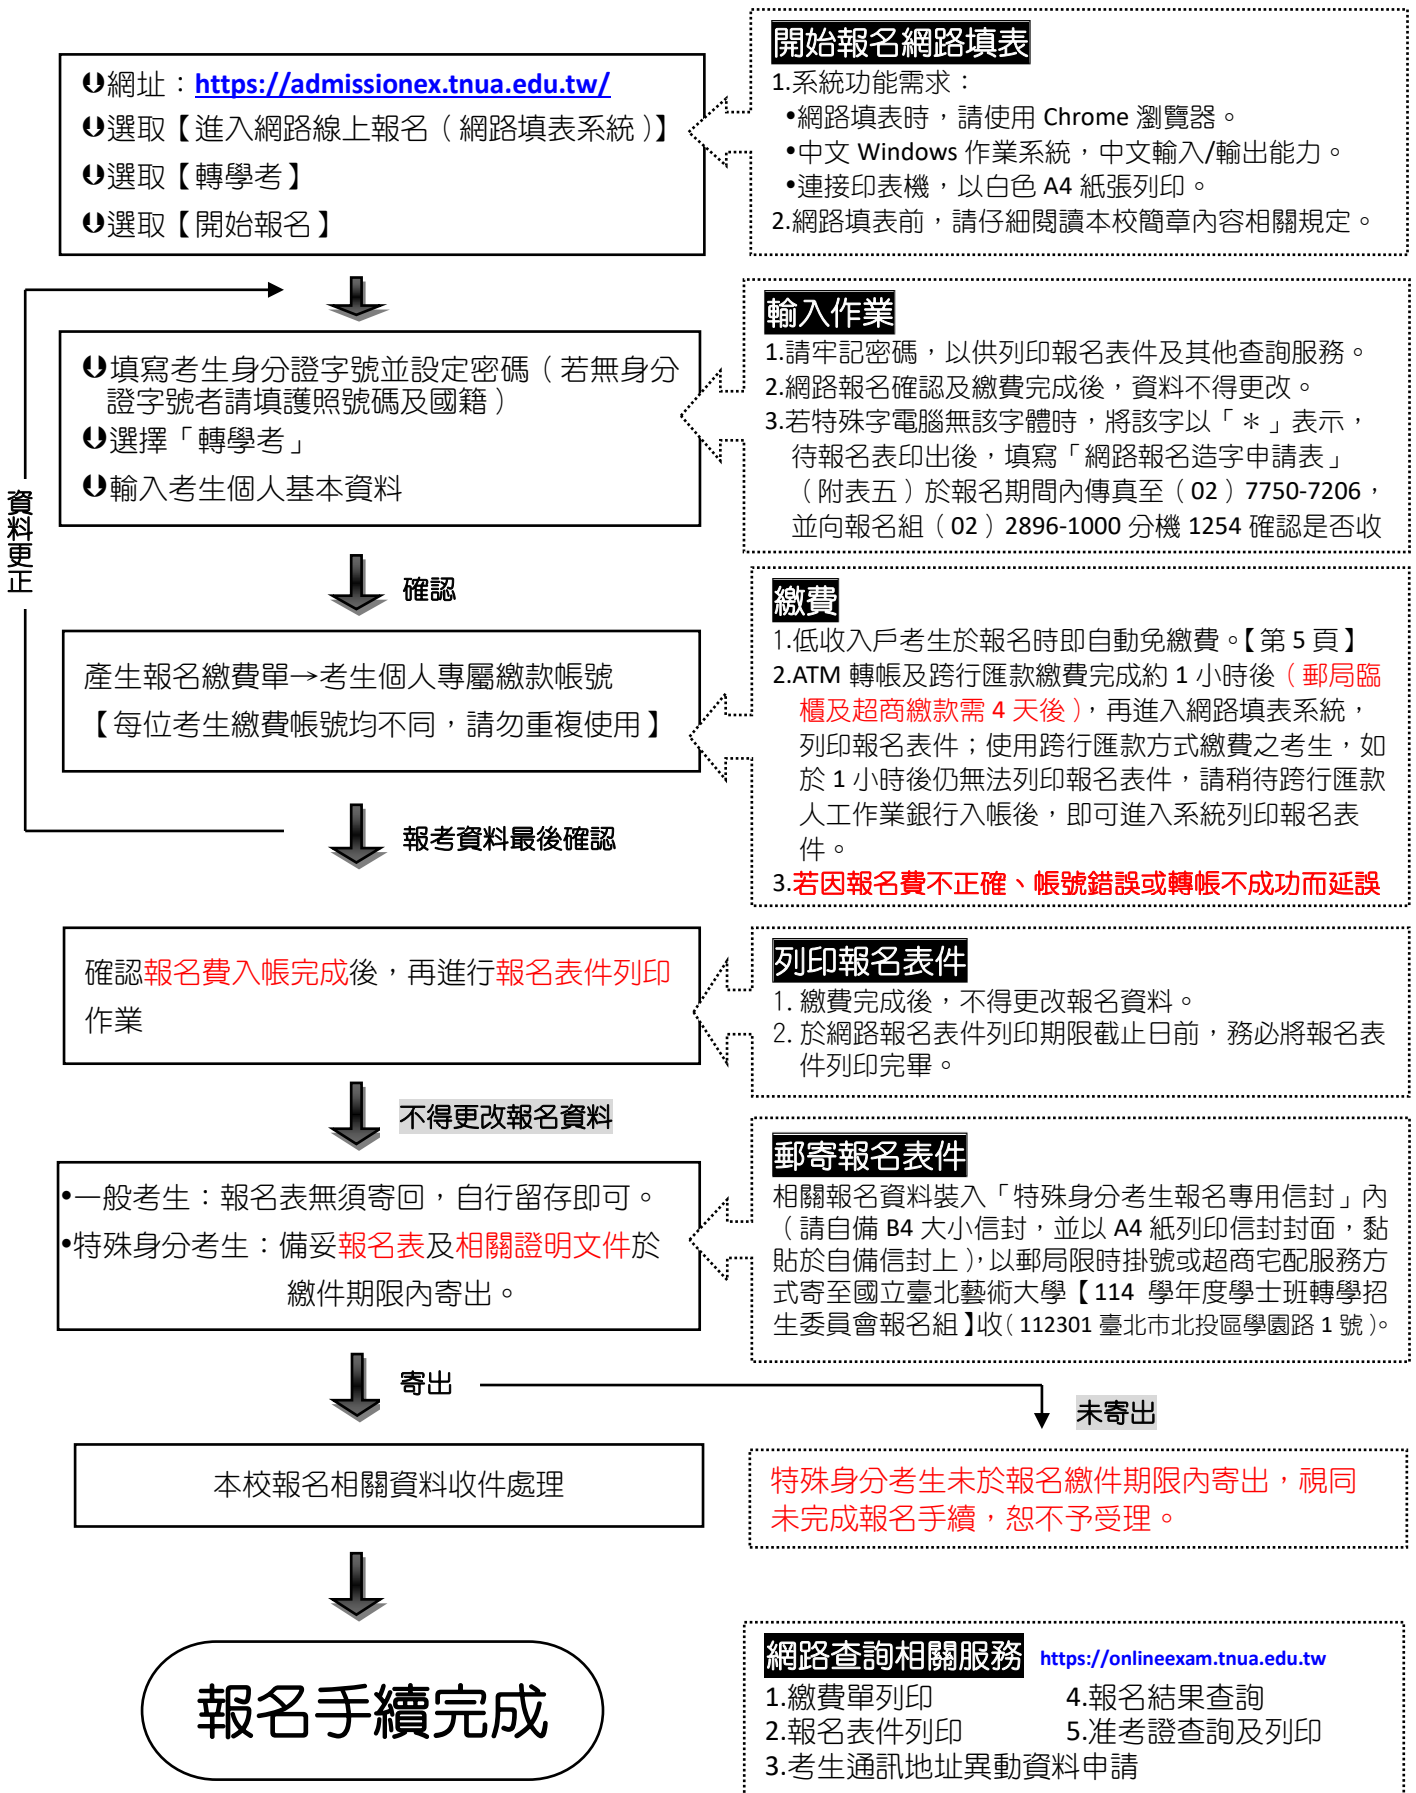 網址：https://admissionex.tnua.edu.tw/
選取【進入網路線上報名（網路填表系統）】
選取【轉學考】
選取【開始報名】
開始報名網路填表
1.系統功能需求：
•網路填表時，請使用 Chrome 瀏覽器。
•中文 Windows 作業系統，中文輸入/輸出能力。
•連接印表機，以白色 A4 紙張列印。
2.網路填表前，請仔細閱讀本校簡章內容相關規定。
填寫考生身分證字號並設定密碼（若無身分
證字號者請填護照號碼及國籍）
選擇「轉學考」
輸入考生個人基本資料
輸入作業
1.請牢記密碼，以供列印報名表件及其他查詢服務。
2.網路報名確認及繳費完成後，資料不得更改。
3.若特殊字電腦無該字體時，將該字以「＊」表示，
待報名表印出後，填寫「網路報名造字申請表」
（附表五）於報名期間內傳真至（02）7750-7206，
並向報名組（02）2896-1000 分機 1254 確認是否收
資料更正
確認
產生報名繳費單→考生個人專屬繳款帳號
【每位考生繳費帳號均不同，請勿重複使用】
繳費
1.低收入戶考生於報名時即自動免繳費。【第 5 頁】
2.ATM 轉帳及跨行匯款繳費完成約 1 小時後（郵局臨
櫃及超商繳款需 4 天後），再進入網路填表系統，
列印報名表件；使用跨行匯款方式繳費之考生，如
於 1 小時後仍無法列印報名表件，請稍待跨行匯款
人工作業銀行入帳後，即可進入系統列印報名表
件。
3.若因報名費不正確、帳號錯誤或轉帳不成功而延誤
報考資料最後確認
確認報名費入帳完成後，再進行報名表件列印
作業
列印報名表件
1. 繳費完成後，不得更改報名資料。
2. 於網路報名表件列印期限截止日前，務必將報名表
件列印完畢。
不得更改報名資料
•一般考生：報名表無須寄回，自行留存即可。
•特殊身分考生：備妥報名表及相關證明文件於
繳件期限內寄出。
郵寄報名表件
相關報名資料裝入「特殊身分考生報名專用信封」內
（請自備 B4 大小信封，並以 A4 紙列印信封封面，黏
貼於自備信封上），以郵局限時掛號或超商宅配服務方
式寄至國立臺北藝術大學【114 學年度學士班轉學招
生委員會報名組】收（112301 臺北市北投區學園路 1 號）。
寄出
未寄出
本校報名相關資料收件處理
特殊身分考生未於報名繳件期限內寄出，視同
未完成報名手續，恕不予受理。
報名手續完成
網路查詢相關服務 https://onlineexam.tnua.edu.tw
1.繳費單列印 4.報名結果查詢
2.報名表件列印 5.准考證查詢及列印
3.考生通訊地址異動資料申請